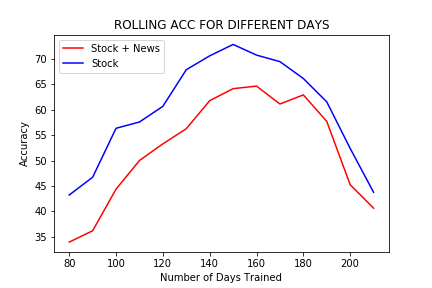 ROLLING ACC FOR DIFFERENT DAYS
Stock + News
Stock
Accuracy
70
65
60
55
50
45
40
35
80 100 120 140 160 180 200
Number of Days Trained